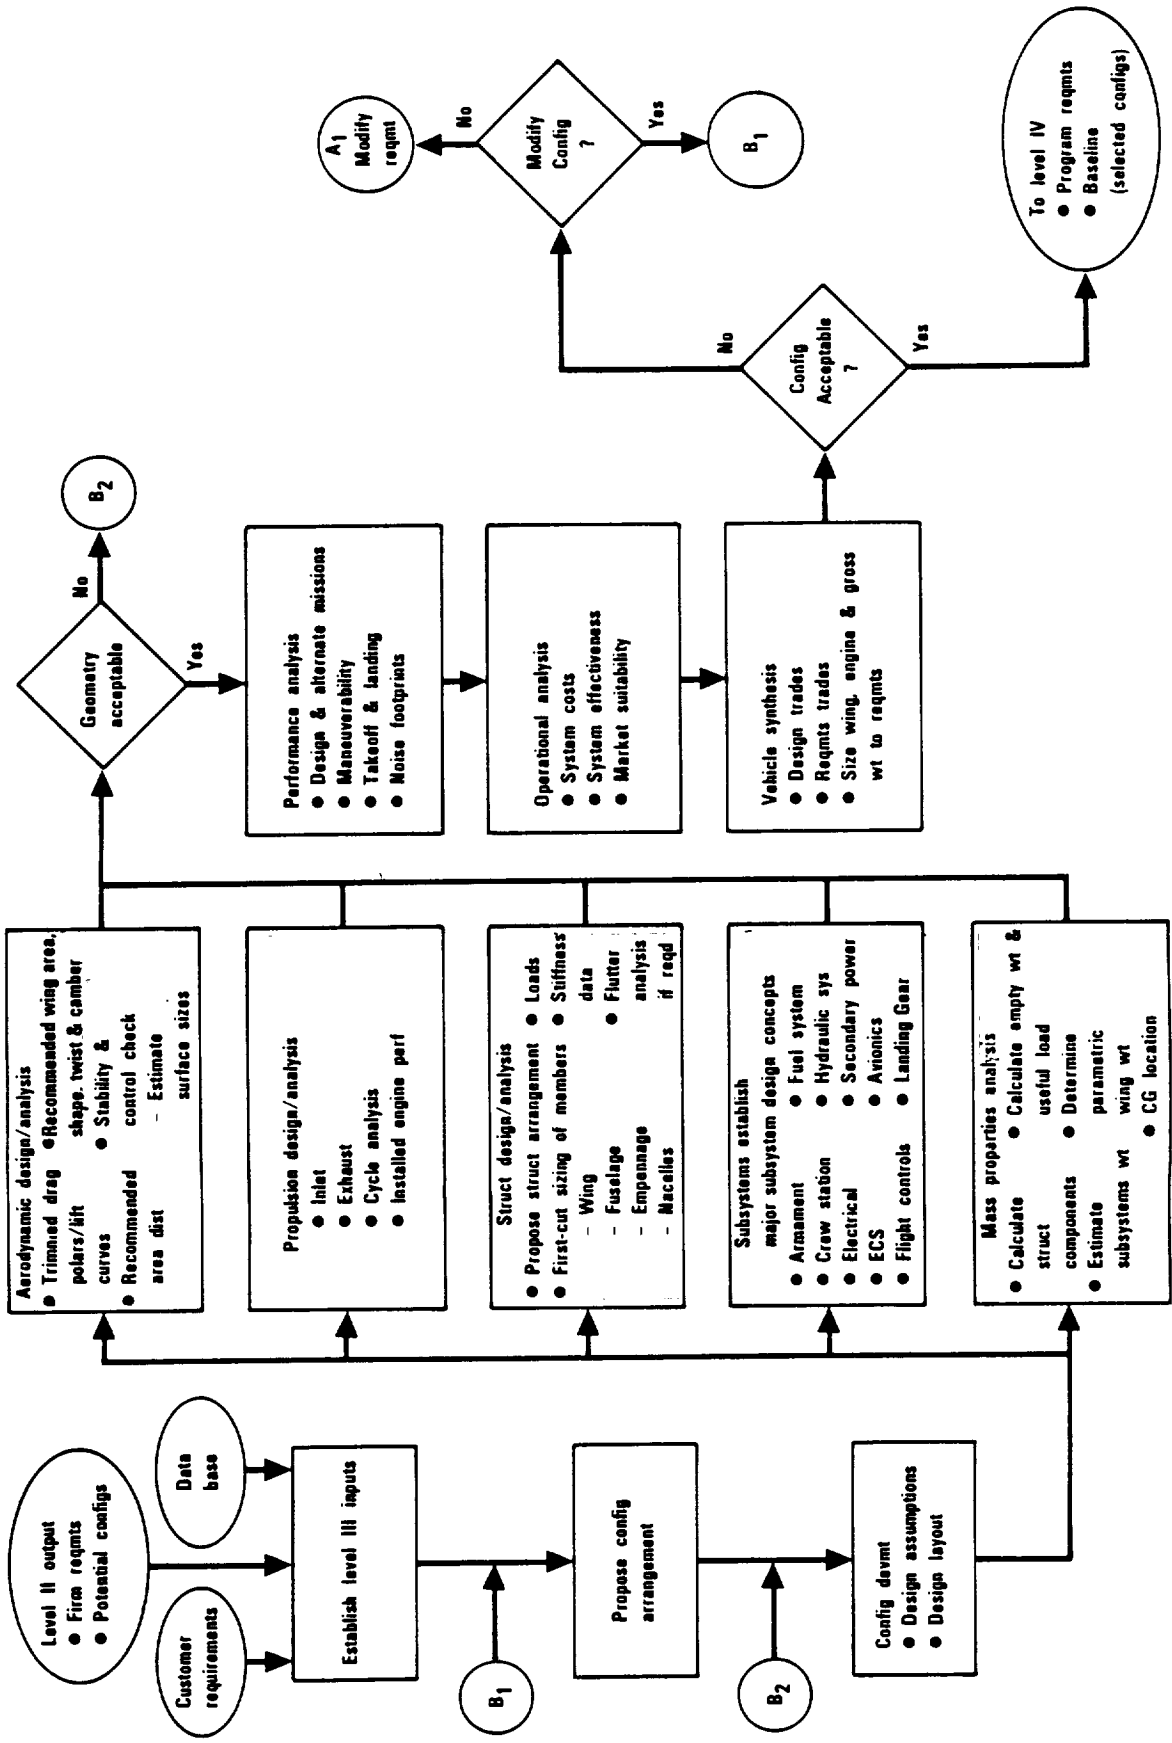 Level II output
● Firm reqmts
● Potential configs
Customer
requirements
Data
base
Establish level III inputs
B1
Propose config
arrangement
B2
Config devmt
● Design assumptions
● Design layout
Aerodynamic design/analysis
● Trimmed drag
polars/lift
curves
● Recommended
area dist
● Recommended wing area,
shape, twist & camber
● Stability &
control check
– Estimate
surface sizes
Propulsion design/analysis
● Inlet
● Exhaust
● Cycle analysis
● Installed engine perf
Struct design/analysis
● Propose struct arrangement
● First-cut sizing of members
– Wing
– Fuselage
– Empennage
– Nacelles
● Loads
● Stiffness
data
● Flutter
analysis
if reqd
Subsystems establish
major subsystem design concepts
● Armament
● Crew station
● Electrical
● ECS
● Flight controls
● Fuel system
● Hydraulic sys
● Secondary power
● Avionics
● Landing Gear
Mass properties analysis
● Calculate
struct
components
● Estimate
subsystems wt
● Calculate empty wt &
useful load
● Determine
parametric
wing wt
● CG location
Geometry
acceptable
No
B2
Yes
Performance analysis
● Design & alternate missions
● Maneuverability
● Takeoff & landing
● Noise footprints
Operational analysis
● System costs
● System effectiveness
● Market suitability
Vehicle synthesis
● Design trades
● Reqmts trades
● Size wing, engine & gross
wt to reqmts
Config
Acceptable
?
No
Yes
Modify
Config
?
No
A1
Modify
reqmt
Yes
B1
To level IV
● Program reqmts
● Baseline
(selected configs)